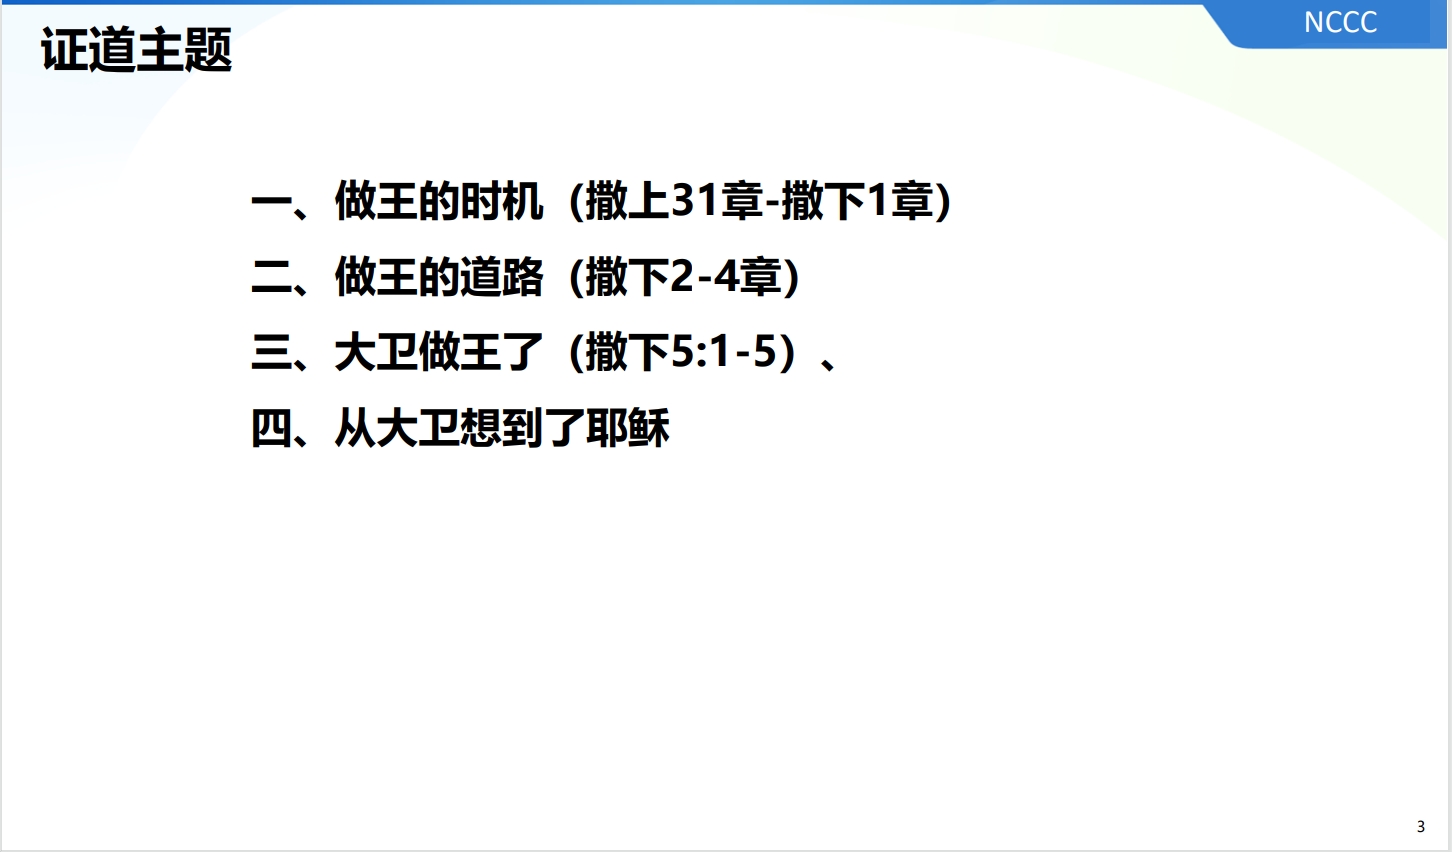 NCCC
证道主题
一、做王的时机（撒上31章-撒下1章）
二、做王的道路（撒下2-4章）
三、大卫做王了（撒下5:1-5）、
四、从大卫想到了耶稣
3